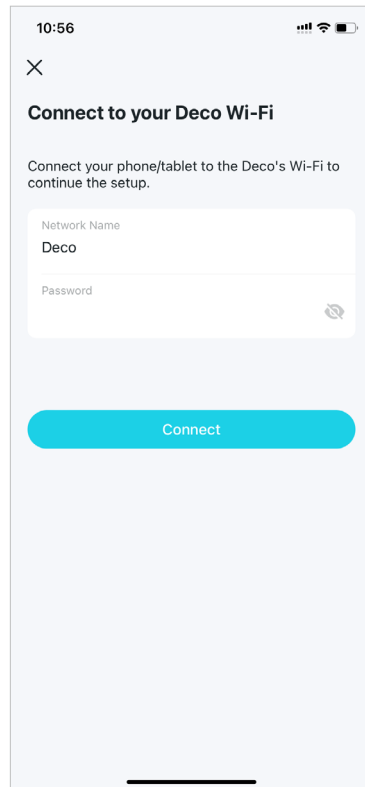 10:56
Connect to your Deco Wi-Fi
Connect your phone/tablet to the Deco's Wi-Fi to
continue the setup.
Network Name
Deco
Password
Connect